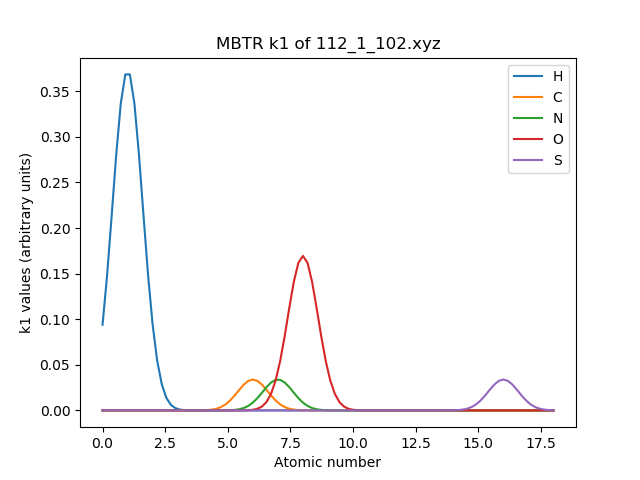 MBTR k1 of 112_1_102.xyz
k1 values (arbitrary units)
0.35
0.30
0.25
0.20
0.15
0.10
0.05
0.00
H
C
N
O
S
0.0 2.5 5.0 7.5 10.0 12.5 15.0 17.5
Atomic number